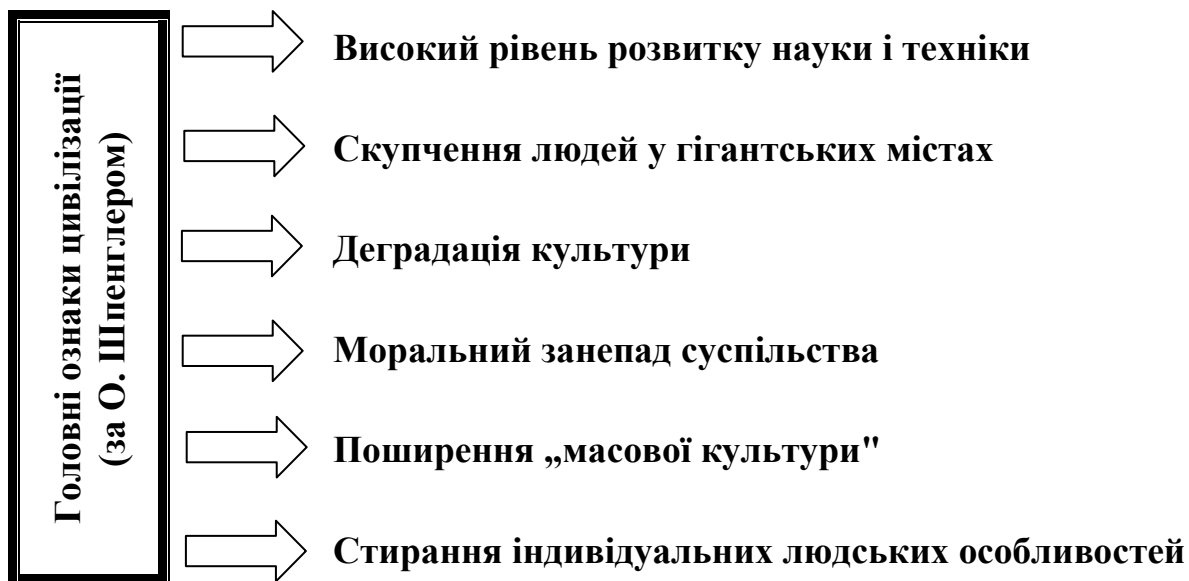 Головні ознаки цивілізації
(за О. Шпенглером)
Високий рівень розвитку науки і техніки
Скупчення людей у гігантських містах
Деградація культури
Моральний занепад суспільства
Поширення „масової культури"
Стирання індивідуальних людських особливостей